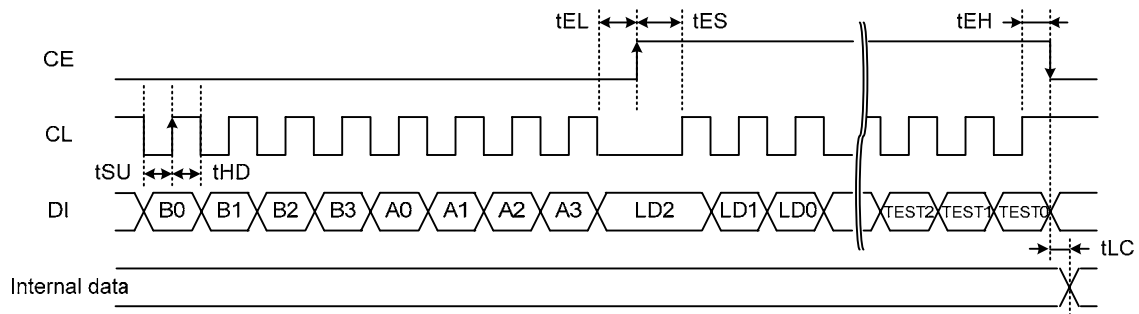 tEL tES tEH
CE
CL
tSU tHD
DI B0 B1 B2 B3 A0 A1 A2 A3 LD2 LD1 LD0 TEST2 TEST1 TEST0
tLC
Internal data